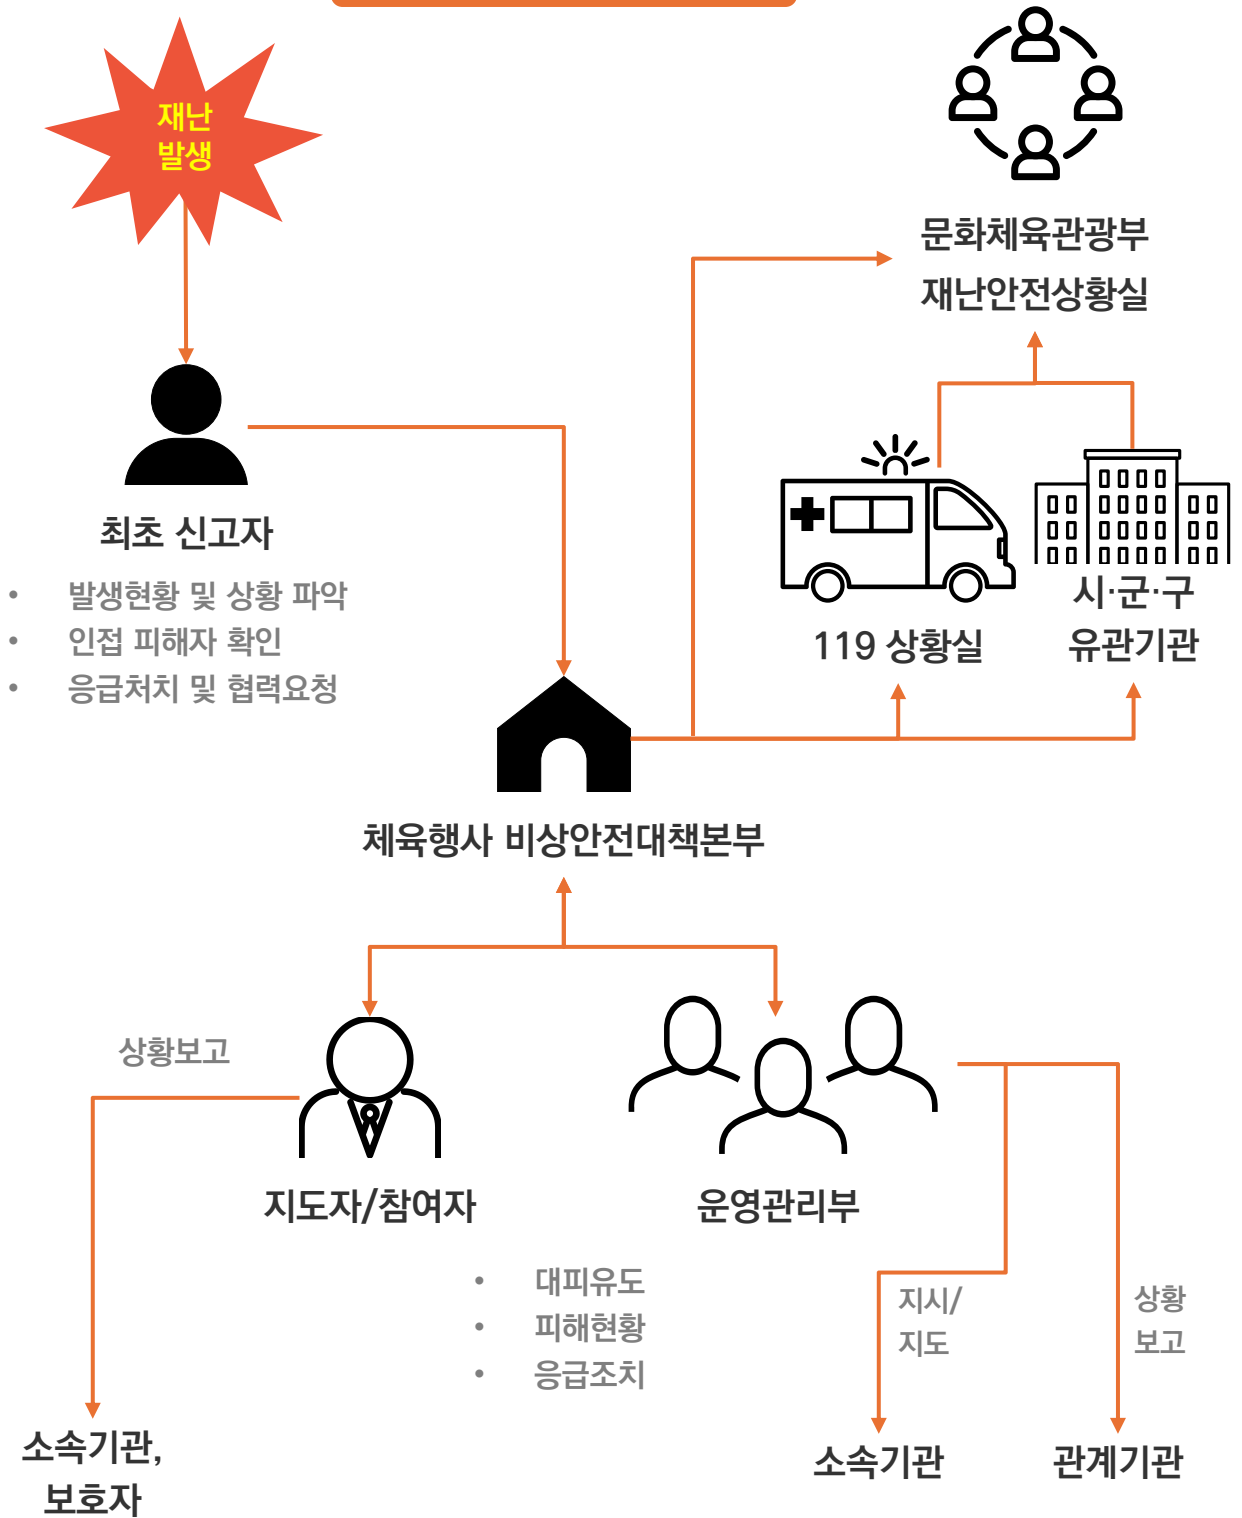 재난
발생
문화체육관광부
재난안전상황실
최초 신고자
• 발생현황 및 상황 파악
• 인접 피해자 확인
• 응급처치 및 협력요청
119 상황실
시·군·구
유관기관
체육행사 비상안전대책본부
상황보고
지도자/참여자
운영관리부
• 대피유도
• 피해현황
• 응급조치
지시/
지도
상황
보고
소속기관,
보호자
소속기관
관계기관